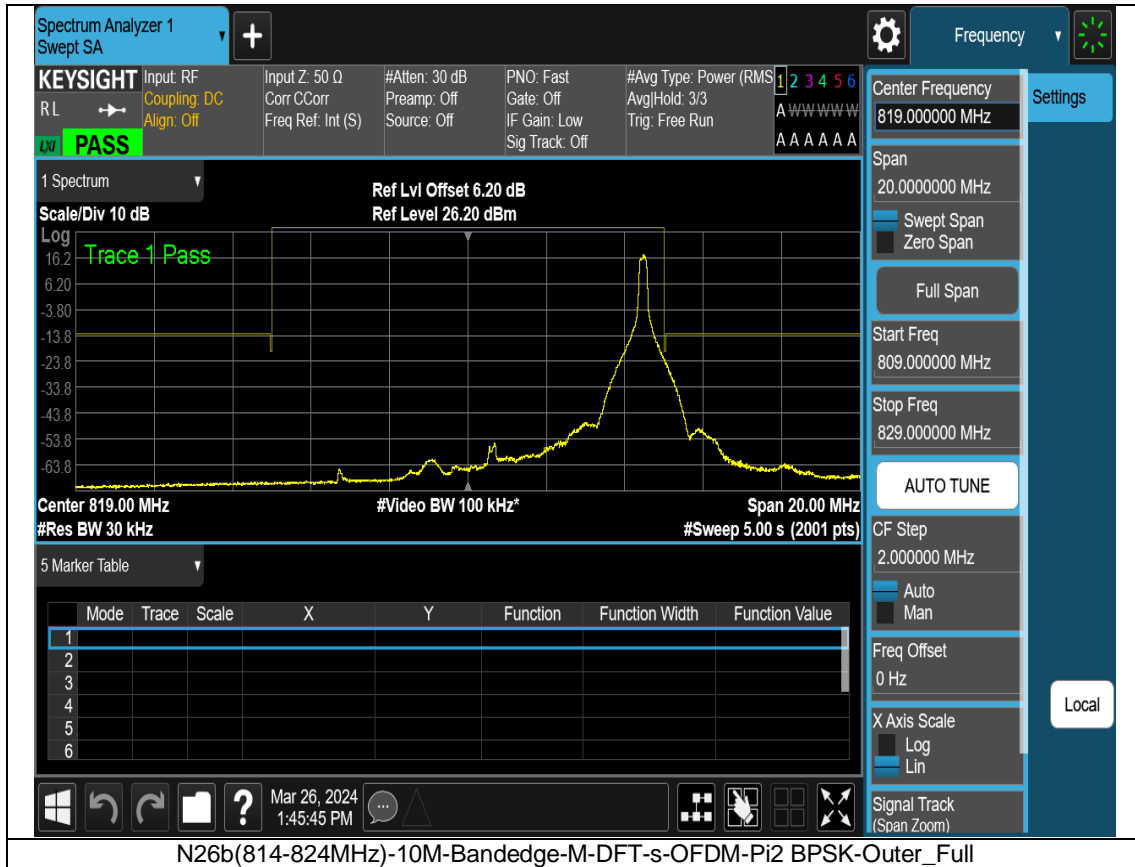 Spectrum Analyzer 1
Swept SA
Frequency
KEYSIGHT
Input: RF
Coupling: DC
Align: Off
Input Z: 50 Ω
Corr CCorr
Freq Ref: Int (S)
#Atten: 30 dB
Preamp: Off
Source: Off
PNO: Fast
Gate: Off
IF Gain: Low
Sig Track: Off
#Avg Type: Power (RMS
Avg|Hold: 3/3
Trig: Free Run
1 2 3 4 5 6
A W W W W W
A A A A A A
R L
LXI
PASS
1 Spectrum
Ref Lvl Offset 6.20 dB
Scale/Div 10 dB
Ref Level 26.20 dBm
Log
Trace 1 Pass
16.2
6.20
-3.80
-13.8
-23.8
-33.8
-43.8
-53.8
-63.8
Center 819.00 MHz
#Video BW 100 kHz*
Span 20.00 MHz
#Res BW 30 kHz
#Sweep 5.00 s (2001 pts)
5 Marker Table
Mode Trace Scale X Y Function Function Width Function Value
1
2
3
4
5
6
Center Frequency
819.000000 MHz
Span
20.0000000 MHz
Swept Span
Zero Span
Full Span
Start Freq
809.000000 MHz
Stop Freq
829.000000 MHz
AUTO TUNE
CF Step
2.000000 MHz
Auto
Man
Freq Offset
0 Hz
X Axis Scale
Log
Lin
Signal Track
(Span Zoom)
Settings
Local
?
Mar 26, 2024
1:45:45 PM
N26b(814-824MHz)-10M-Bandedge-M-DFT-s-OFDM-Pi2 BPSK-Outer_Full